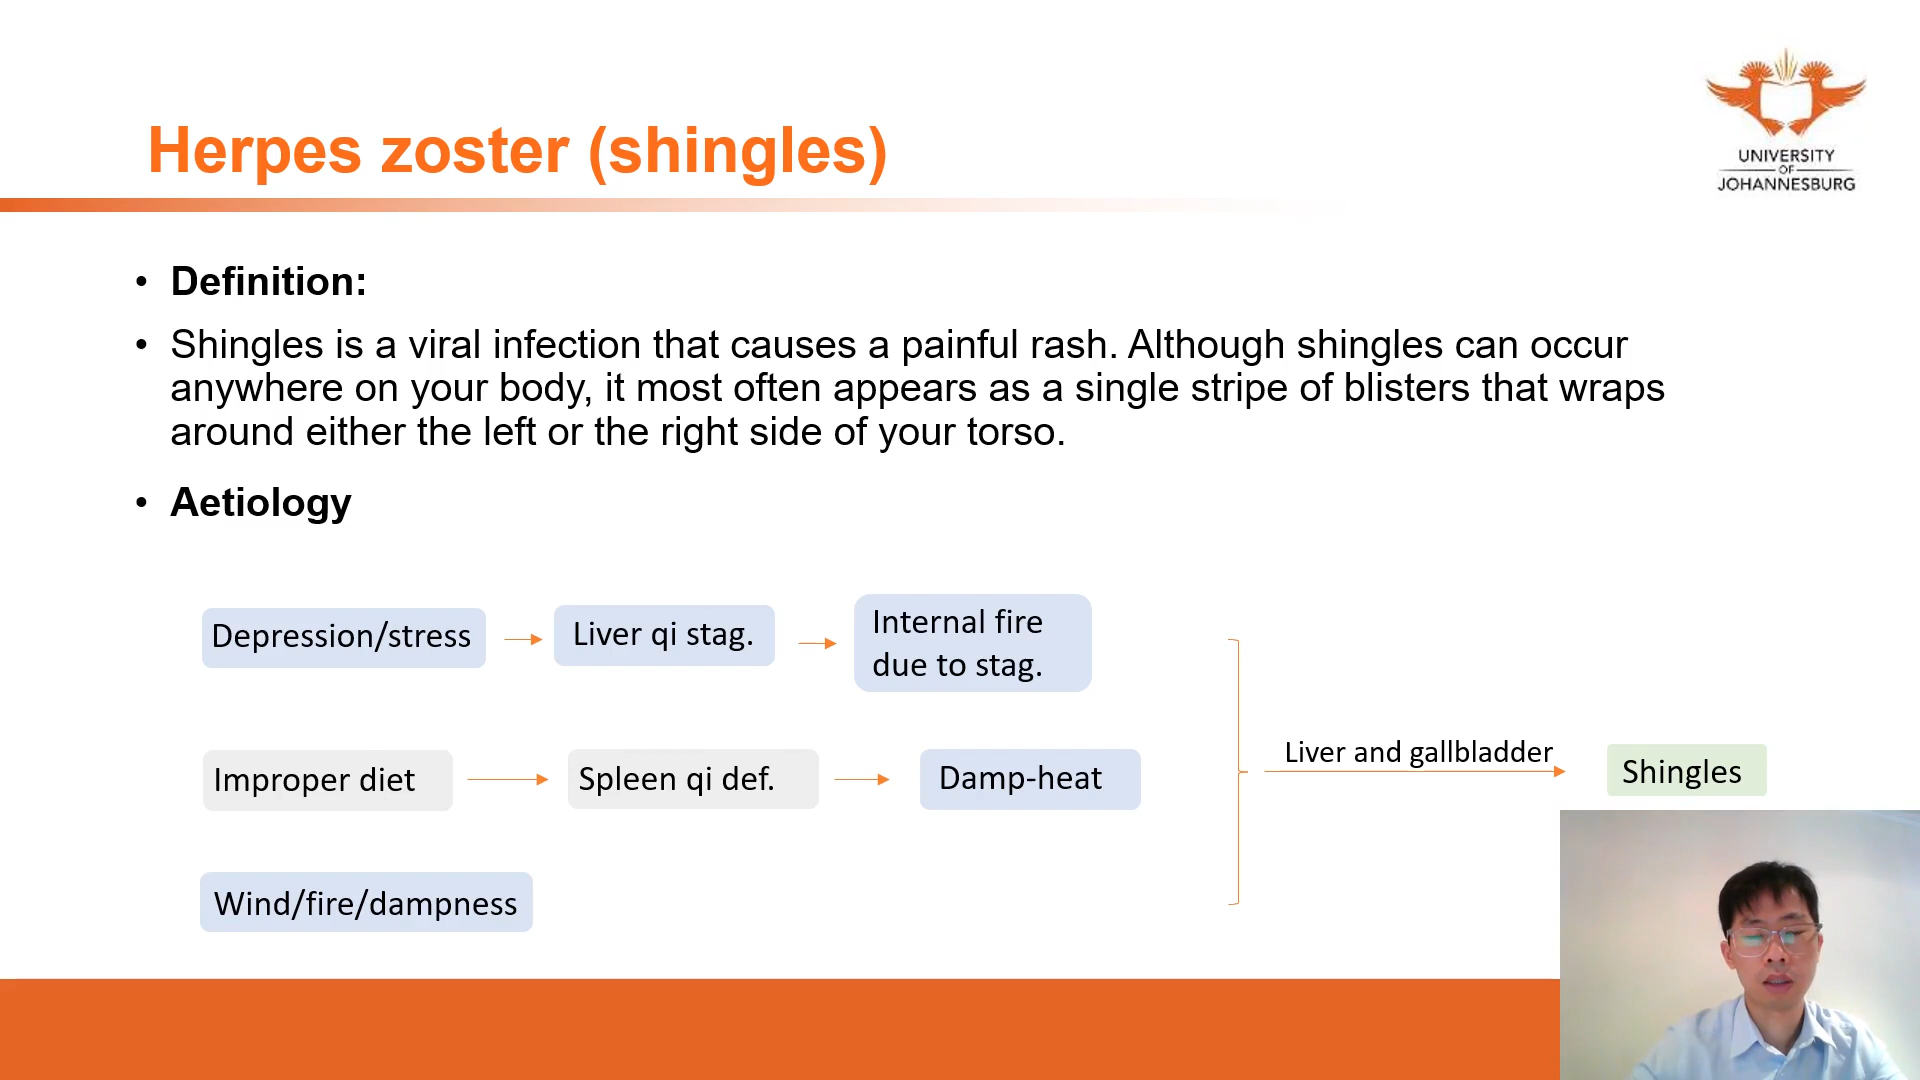 Herpes zoster (shingles)
UNIVERSITY
OF
JOHANNESBURG
• Definition:
• Shingles is a viral infection that causes a painful rash. Although shingles can occur
anywhere on your body, it most often appears as a single stripe of blisters that wraps
around either the left or the right side of your torso.
• Aetiology
Depression/stress
Liver qi stag.
Internal fire
due to stag.
Improper diet
Spleen qi def.
Damp-heat
Liver and gallbladder
Shingles
Wind/fire/dampness